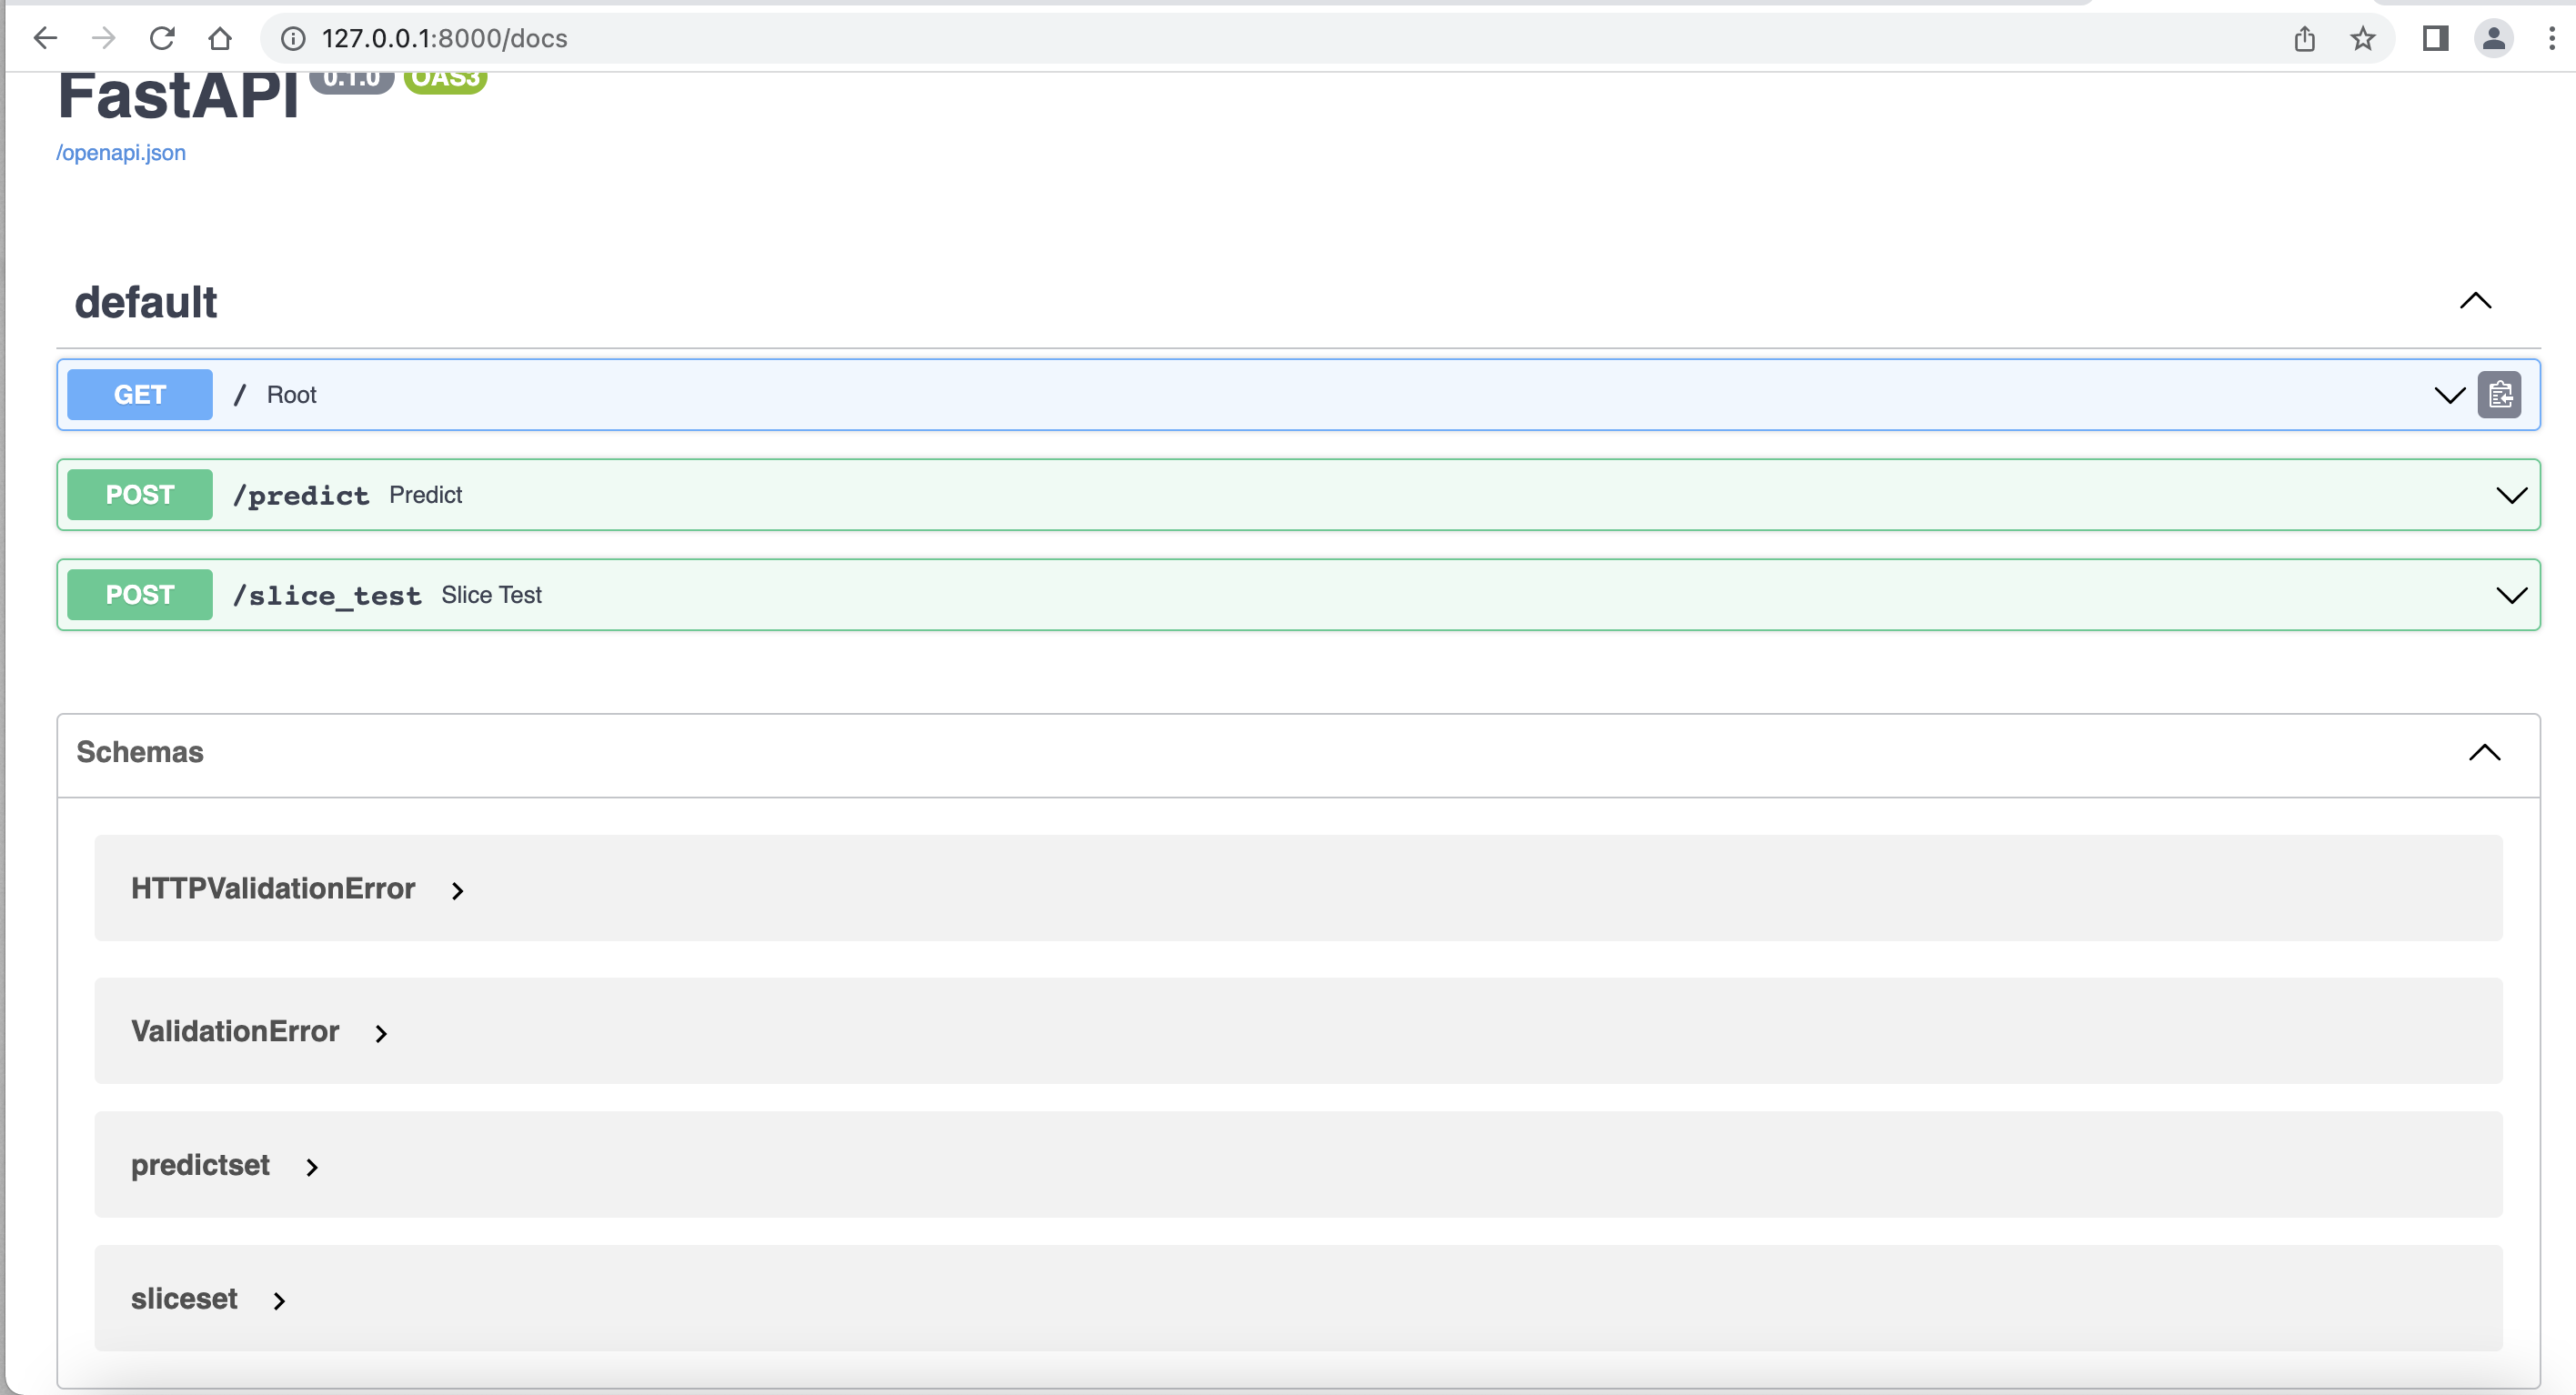 127.0.0.1:8000/docs
FastAPI 0.1.0 OAS3
/openapi.json
default
GET / Root
POST /predict Predict
POST /slice_test Slice Test
Schemas
HTTPValidationError
ValidationError
predictset
sliceset